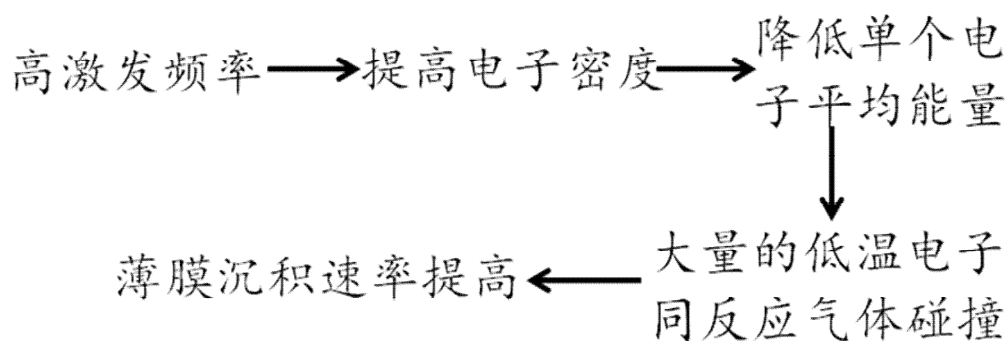 高激发频率
提高电子密度
降低单个电
子平均能量
大量的低温电子
同反应气体碰撞
薄膜沉积速率提高